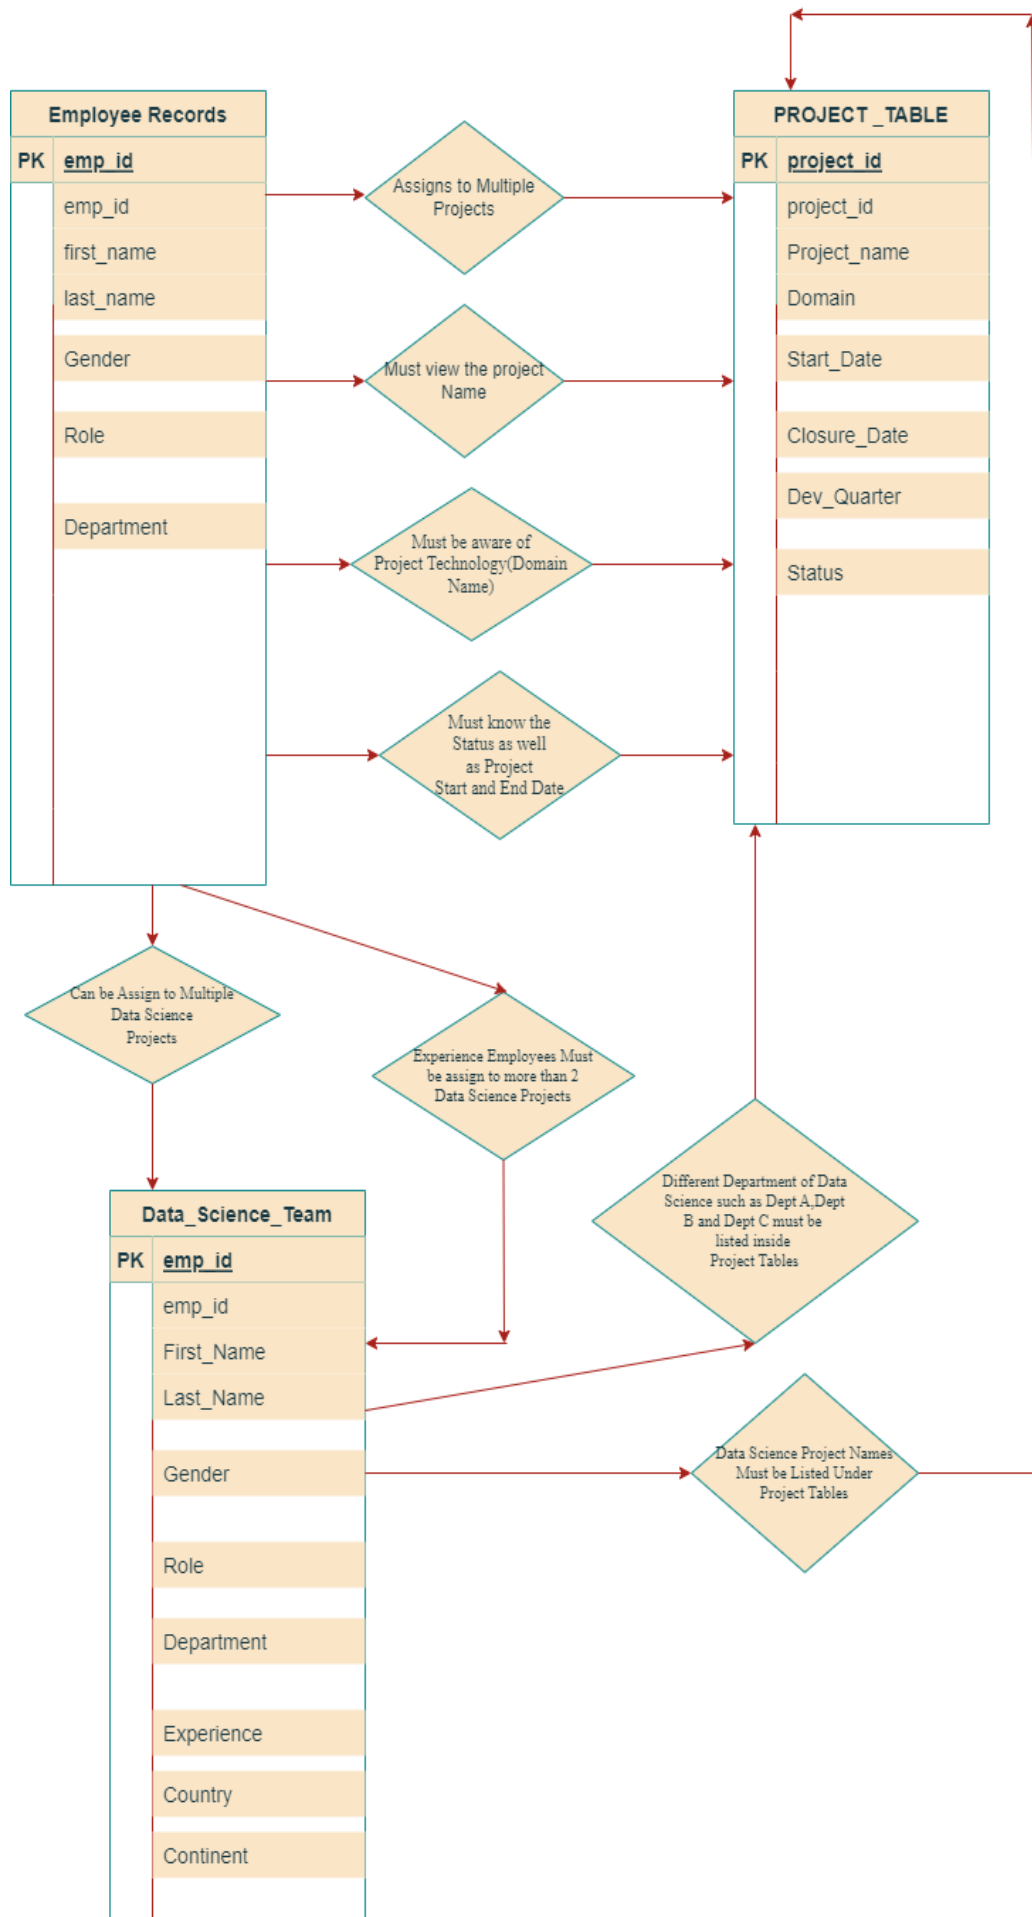 Employee Records
PK emp_id
emp_id
first_name
last_name
Gender
Role
Department
Assigns to Multiple
Projects
Must view the project
Name
Must be aware of
Project Technology(Domain
Name)
Must know the
Status as well
as Project
Start and End Date
PROJECT _TABLE
PK project_id
project_id
Project_name
Domain
Start_Date
Closure_Date
Dev_Quarter
Status
Can be Assign to Multiple
Data Science
Projects
Experience Employees Must
be assign to more than 2
Data Science Projects
Different Department of Data
Science such as Dept A,Dept
B and Dept C must be
listed inside
Project Tables
Data_Science_Team
PK emp_id
emp_id
First_Name
Last_Name
Gender
Role
Department
Experience
Country
Continent
Data Science Project Names
Must be Listed Under
Project Tables